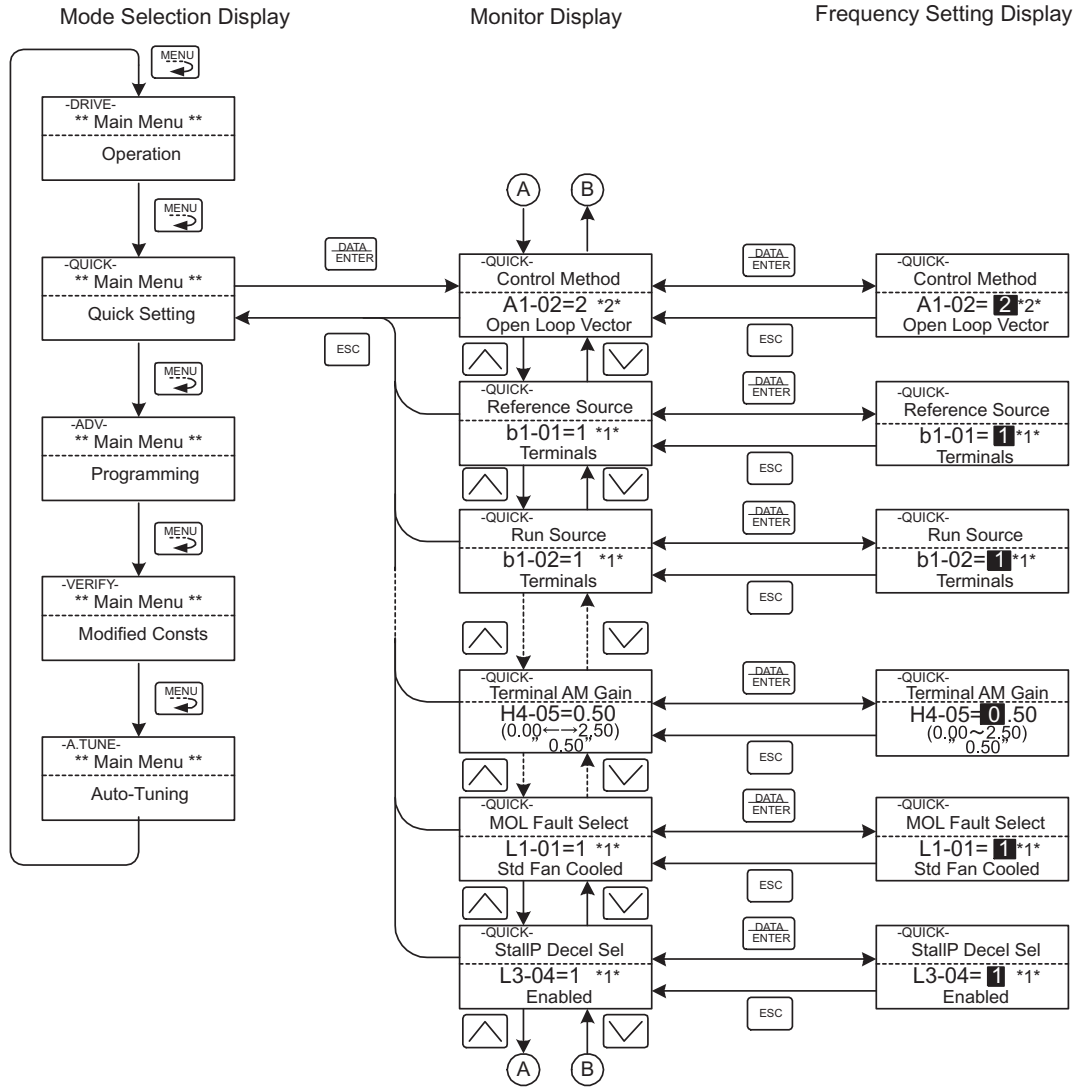 Mode Selection Display
Monitor Display
Frequency Setting Display
MENU
-DRIVE-
** Main Menu **
Operation
MENU
-QUICK-
** Main Menu **
Quick Setting
MENU
-ADV-
** Main Menu **
Programming
MENU
-VERIFY-
** Main Menu **
Modified Consts
MENU
-A.TUNE-
** Main Menu **
Auto-Tuning
DATA
ENTER
ESC
A
B
-QUICK-
Control Method
A1-02=2 *2*
Open Loop Vector
DATA
ENTER
ESC
-QUICK-
Control Method
A1-02= 2 *2*
Open Loop Vector
-QUICK-
Reference Source
b1-01=1 *1*
Terminals
DATA
ENTER
ESC
-QUICK-
Reference Source
b1-01= 1 *1*
Terminals
-QUICK-
Run Source
b1-02=1 *1*
Terminals
DATA
ENTER
ESC
-QUICK-
Run Source
b1-02= 1 *1*
Terminals
-QUICK-
Terminal AM Gain
H4-05=0.50
(0.00←→2.50)
„ 0.50”
DATA
ENTER
ESC
-QUICK-
Terminal AM Gain
H4-05= 0 .50
(0.00～2.50)
„ 0.50”
-QUICK-
MOL Fault Select
L1-01=1 *1*
Std Fan Cooled
DATA
ENTER
ESC
-QUICK-
MOL Fault Select
L1-01= 1 *1*
Std Fan Cooled
-QUICK-
StallP Decel Sel
L3-04=1 *1*
Enabled
DATA
ENTER
ESC
-QUICK-
StallP Decel Sel
L3-04= 1 *1*
Enabled
A
B